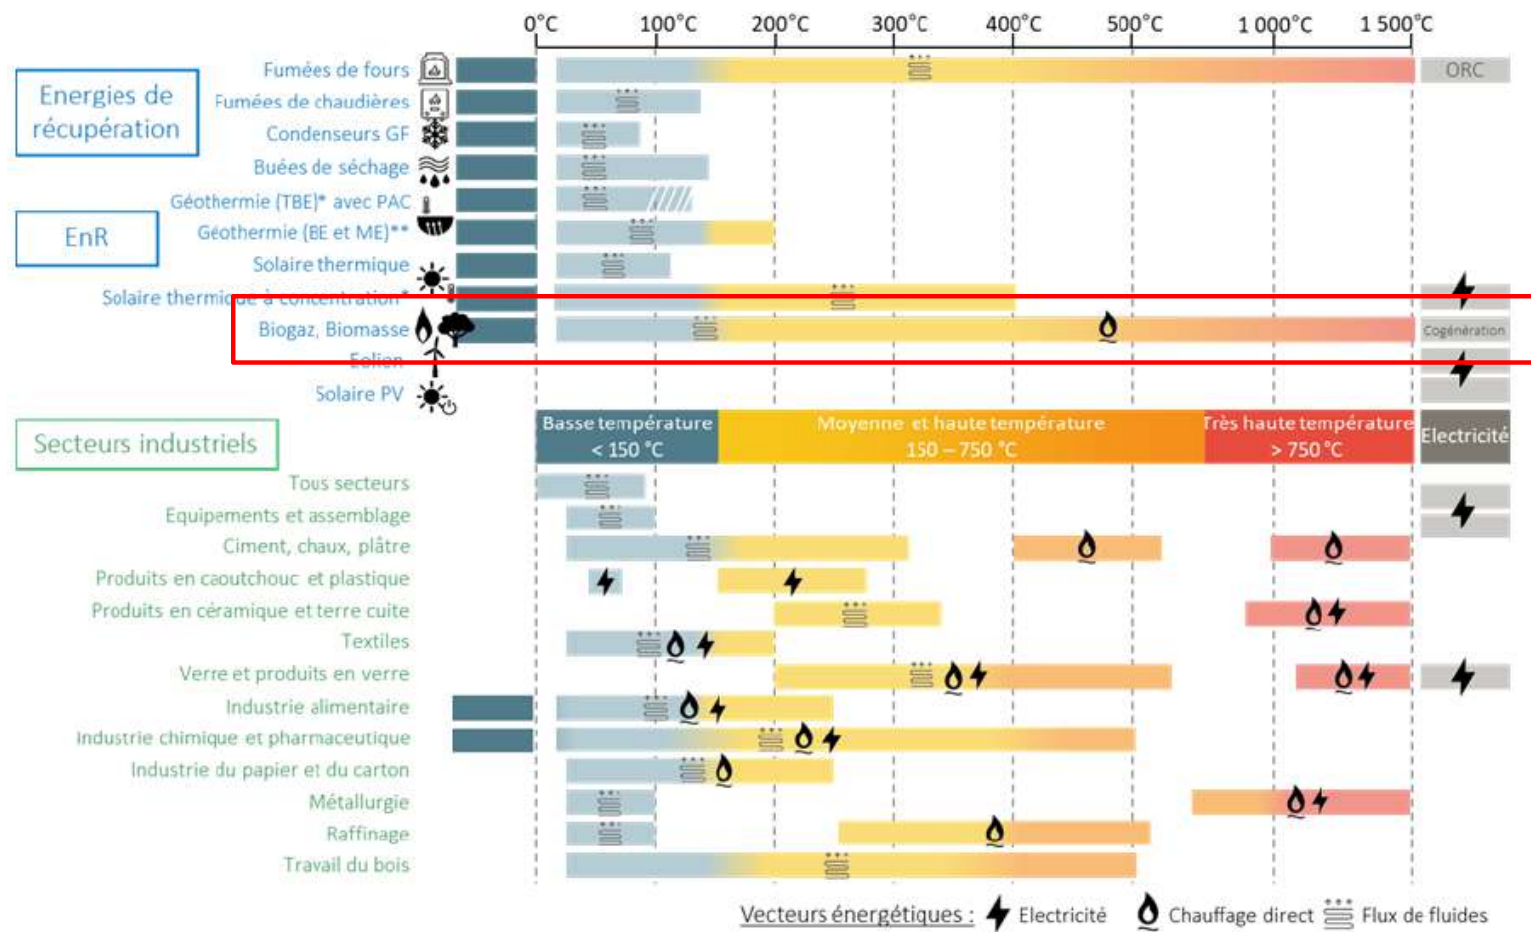 0°C 100°C 200°C 300°C 400°C 500°C 1 000°C 1 500°C
Energies de
récupération
Fumées de fours
ORC
Fumées de chaudières
Condenseurs GF
Buées de séchage
Géothermie (TBE)* avec PAC
EnR
Géothermie (BE et ME)**
Solaire thermique
Solaire thermique à concentration*
Biogaz, Biomasse
Cogénération
Eolien
Solaire PV
Secteurs industriels
Basse température
< 150 °C
Moyenne et haute température
150 – 750 °C
Très haute température
> 750 °C
Electricité
Tous secteurs
Equipements et assemblage
Ciment, chaux, plâtre
Produits en caoutchouc et plastique
Produits en céramique et terre cuite
Textiles
Verre et produits en verre
Industrie alimentaire
Industrie chimique et pharmaceutique
Industrie du papier et du carton
Métallurgie
Raffinage
Travail du bois
Vecteurs énergétiques : Electricité Chauffage direct Flux de fluides